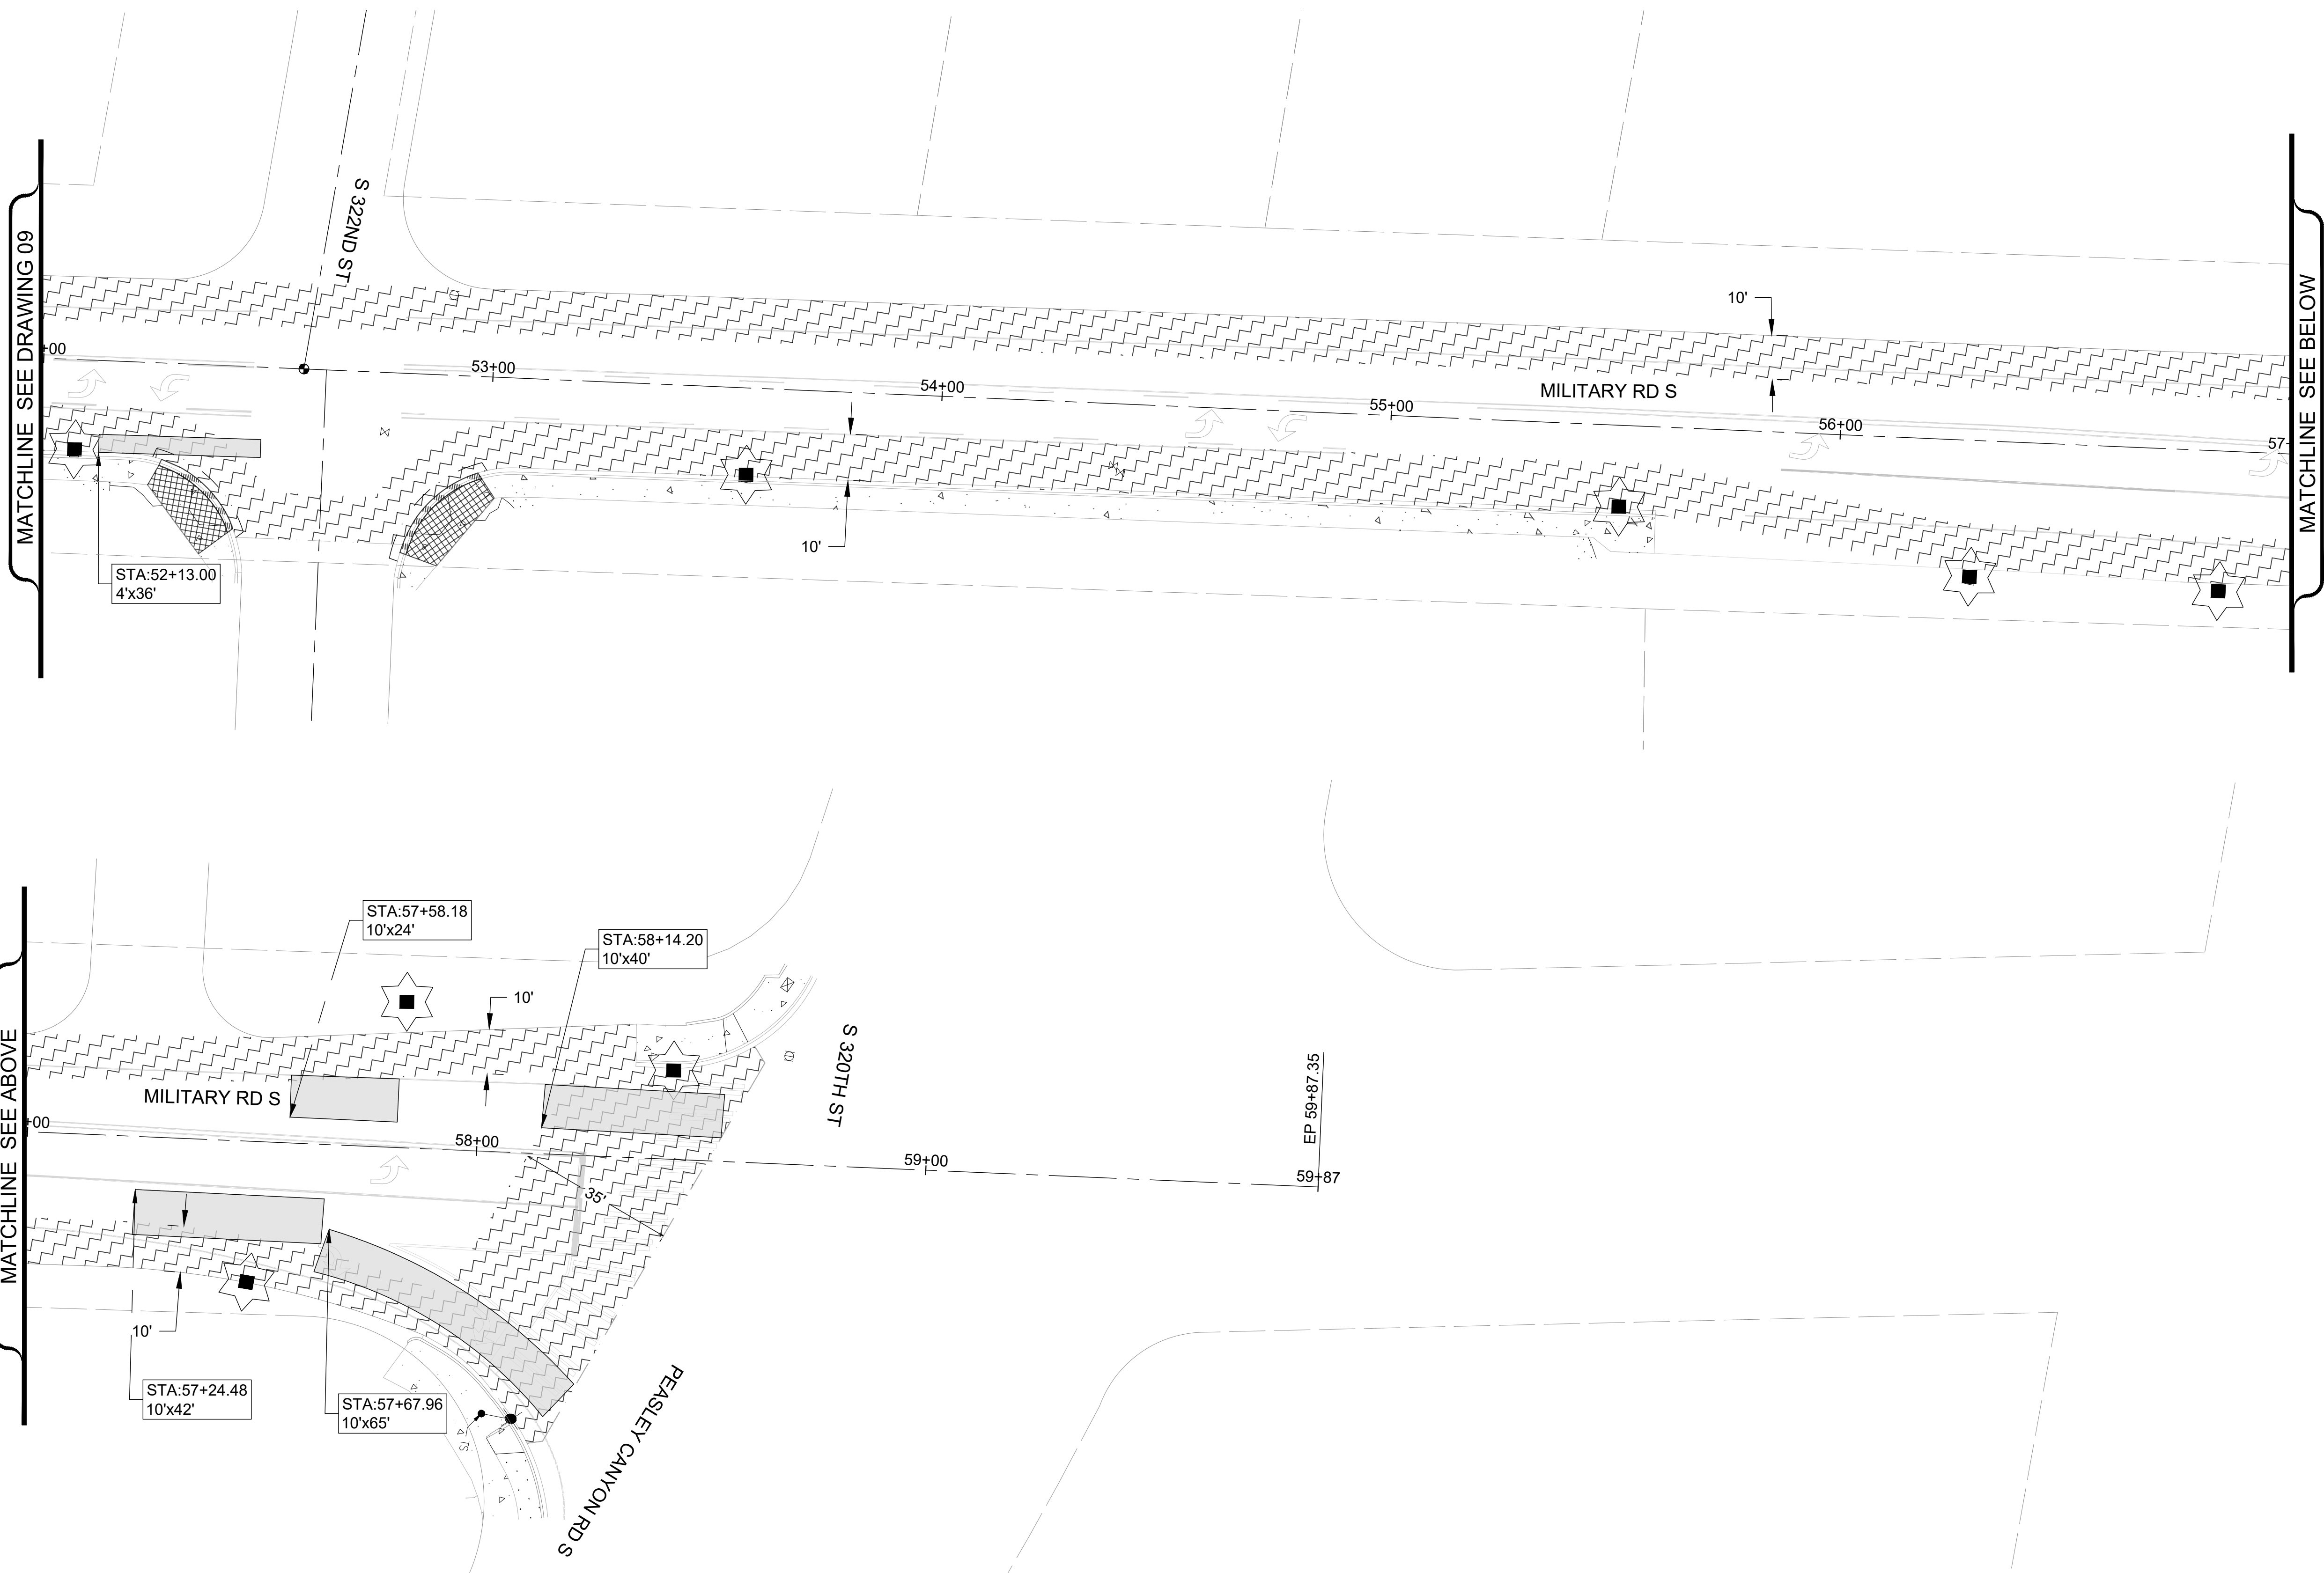 MATCHLINE SEE DRAWING 09
S 322ND ST
10'
MATCHLINE SEE BELOW
+00
53+00
54+00
55+00
MILITARY RD S
56+00
57
10'
STA:52+13.00
4'x36'
MATCHLINE SEE ABOVE
STA:57+58.18
10'x24'
STA:58+14.20
10'x40'
10'
S 320TH ST
EP 59+87.35
MILITARY RD S
+00
58+00
59+00
59+87
35'
10'
STA:57+24.48
10'x42'
STA:57+67.96
10'x65'
PEASLEY CANYON RD S